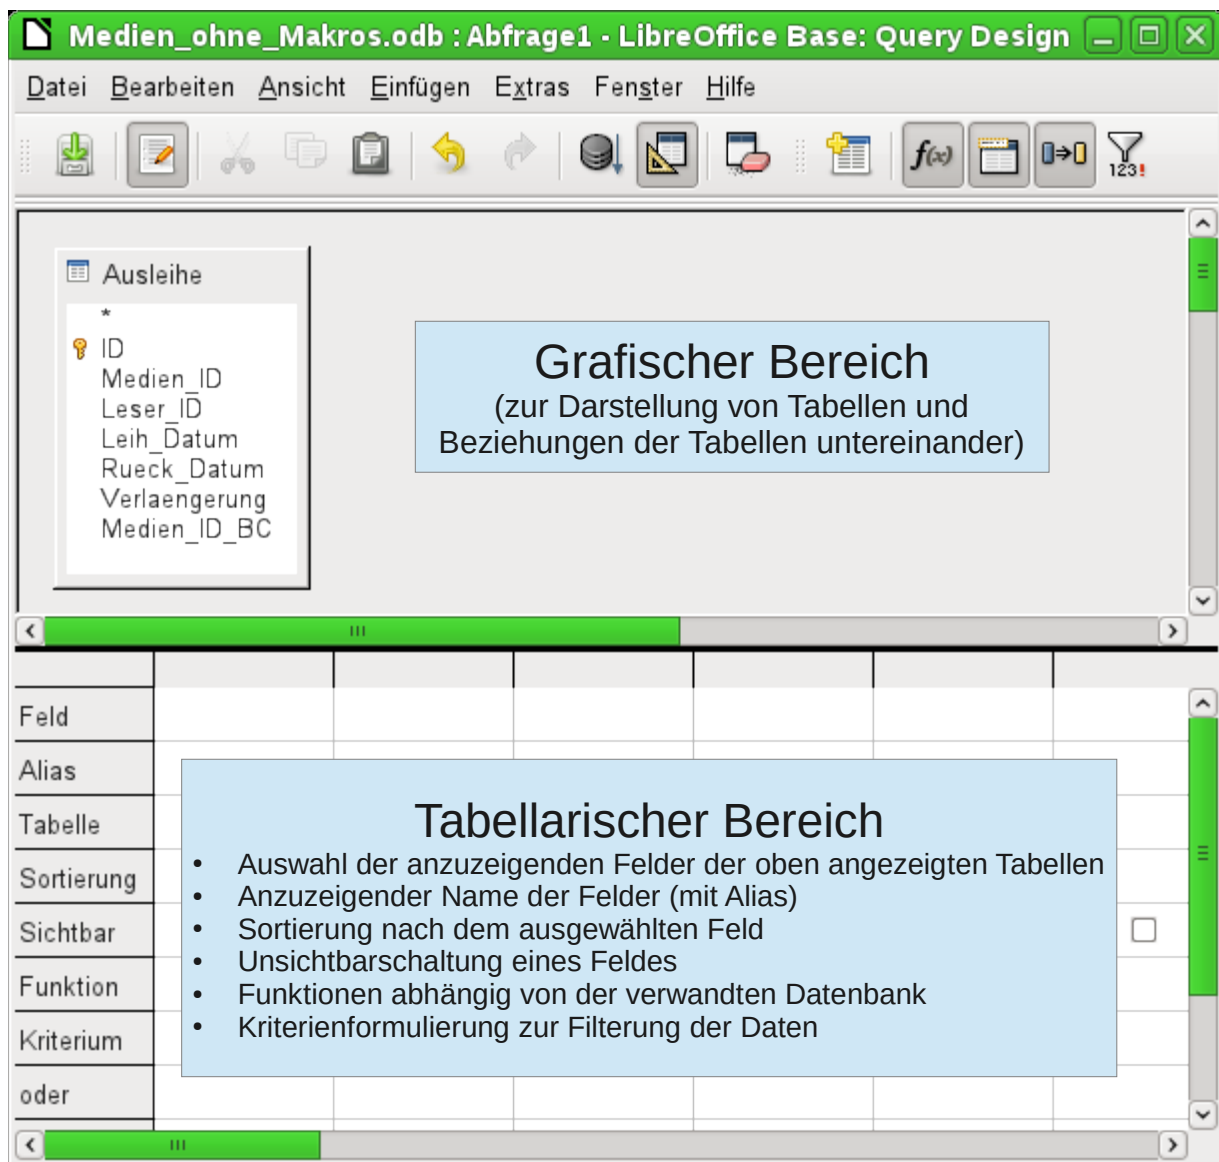 Medien_ohne_Makros.odb : Abfrage1 - LibreOffice Base: Query Design
Datei Bearbeiten Ansicht Einfügen Extras Fenster Hilfe
f(x) 123!
Ausleihe
*
ID
Medien_ID
Leser_ID
Leih_Datum
Rueck_Datum
Verlaengerung
Medien_ID_BC
Grafischer Bereich
(zur Darstellung von Tabellen und
Beziehungen der Tabellen untereinander)
Feld
Alias
Tabelle
Sortierung
Sichtbar
Funktion
Kriterium
oder
Tabellarischer Bereich
• Auswahl der anzuzeigenden Felder der oben angezeigten Tabellen
• Anzuzeigender Name der Felder (mit Alias)
• Sortierung nach dem ausgewählten Feld
• Unsichtbarschaltung eines Feldes
• Funktionen abhängig von der verwandten Datenbank
• Kriterienformulierung zur Filterung der Daten